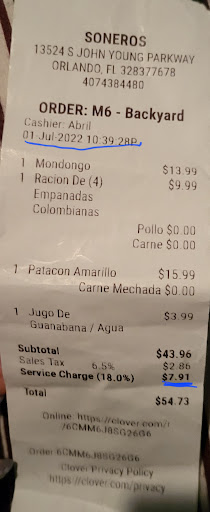 SONEROS
13524 S JOHN YOUNG PARKWAY
ORLANDO, FL 328377678
4074384480
ORDER: M6 - Backyard
Cashier: Abril
01-Jul-2022 10:39:28P
1 Mondongo $13.99
1 Racion De (4) $9.99
Empanadas
Colombianas
Pollo $0.00
Carne $0.00
1 Patacon Amarillo $15.99
Carne Mechada $0.00
1 Jugo De $3.99
Guanabana / Agua
Subtotal $43.96
Sales Tax 6.5% $2.86
Service Charge (18.0%) $7.91
Total $54.73
Online: https://clover.com/r
/6CMM6J8SG26G6
Order 6CMM6J8SG26G6
Clover Privacy Policy
https://clover.com/privacy